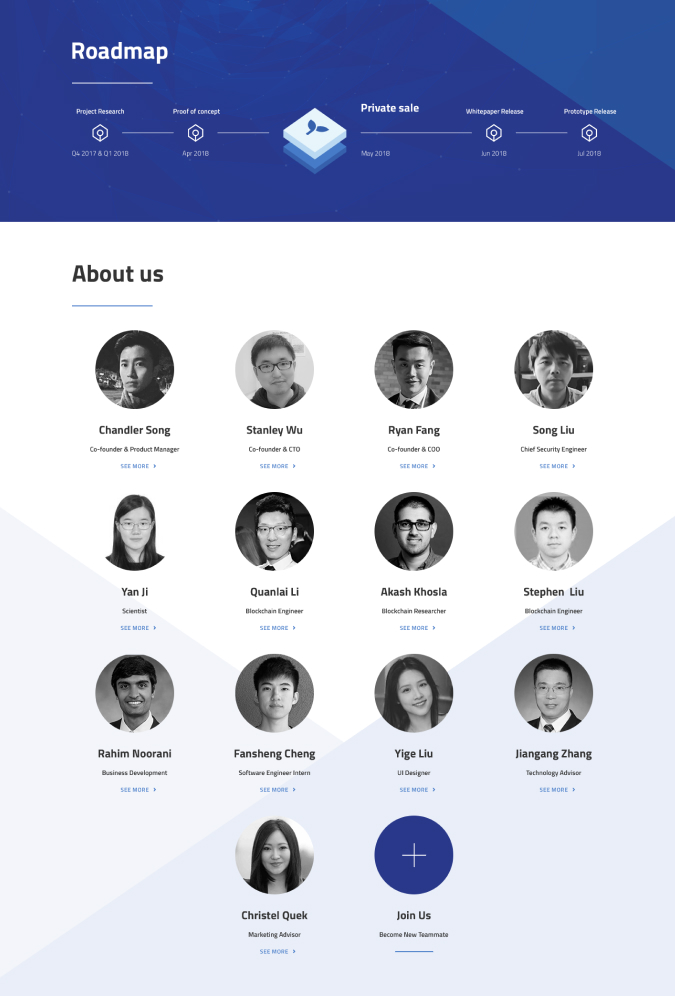 Roadmap
Project Research
Proof of concept
Private sale
Whitepaper Release
Prototype Release
Q4 2017 & Q1 2018
Apr 2018
May 2018
Jun 2018
Jul 2018
About us
Chandler Song
Stanley Wu
Ryan Fang
Song Liu
Co-founder & Product Manager
Co-founder & CTO
Co-founder & COO
Chief Security Engineer
SEE MORE
SEE MORE
SEE MORE
SEE MORE
Yan Ji
Quanlai Li
Akash Khosla
Stephen Liu
Scientist
Blockchain Engineer
Blockchain Researcher
Blockchain Engineer
SEE MORE
SEE MORE
SEE MORE
SEE MORE
Rahim Noorani
Fansheng Cheng
Yige Liu
Jiangang Zhang
Business Development
Software Engineer Intern
UI Designer
Technology Advisor
SEE MORE
SEE MORE
SEE MORE
SEE MORE
Christel Quek
Join Us
Marketing Advisor
Become New Teammate
SEE MORE